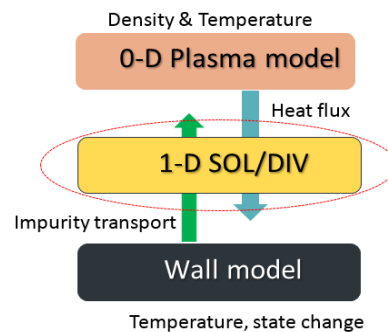 Density & Temperature
0-D Plasma model
Heat flux
1-D SOL/DIV
Impurity transport
Wall model
Temperature, state change